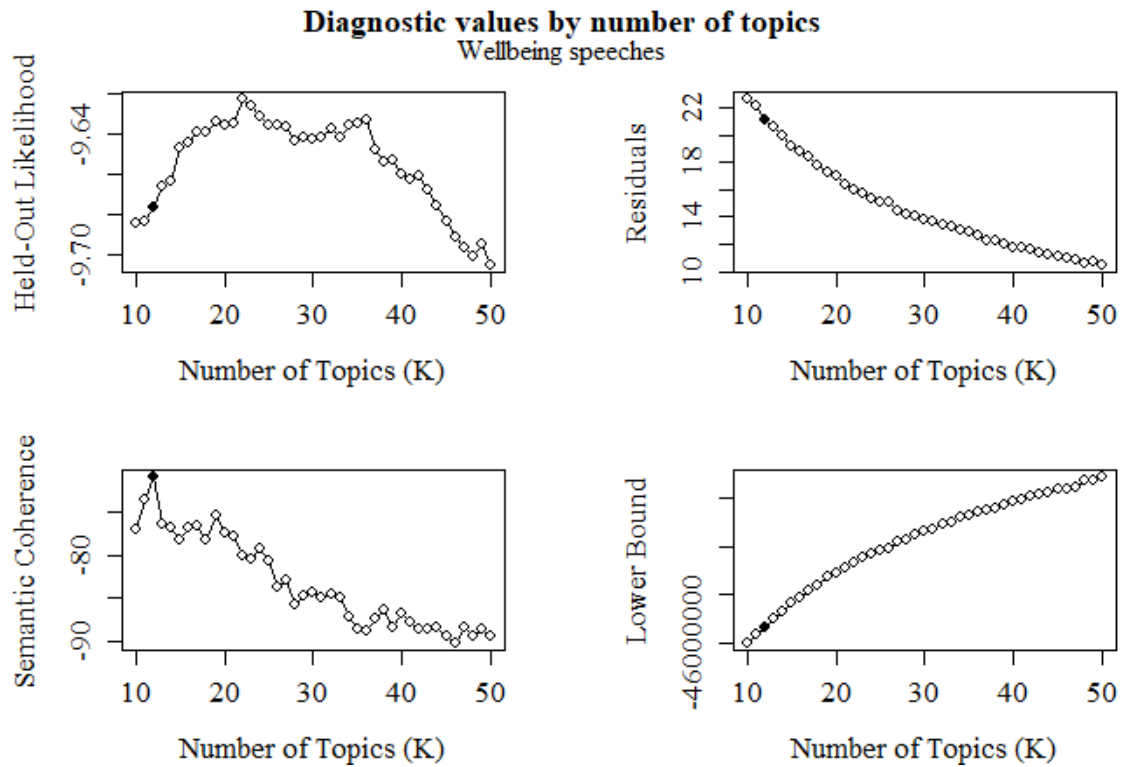 Diagnostic values by number of topics
Wellbeing speeches
Held-Out Likelihood
-9.64
-9.70
10 20 30 40 50
Number of Topics (K)
Residuals
22
18
14
10
10 20 30 40 50
Number of Topics (K)
Semantic Coherence
-80
-90
10 20 30 40 50
Number of Topics (K)
Lower Bound
-4600000
10 20 30 40 50
Number of Topics (K)